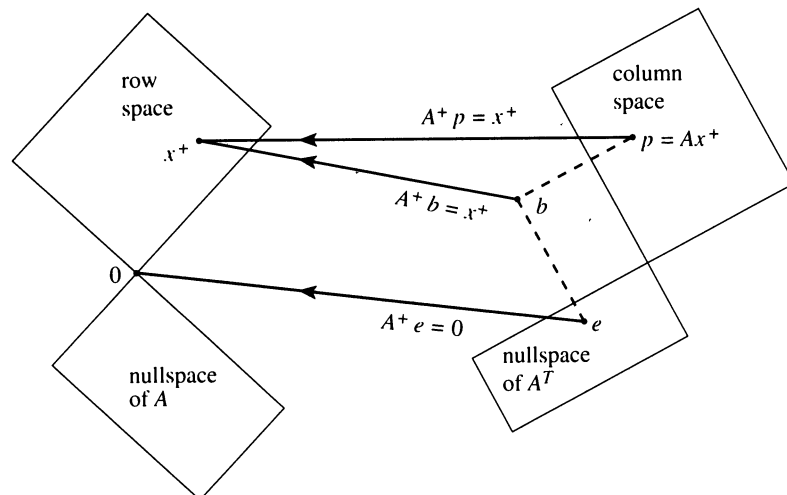 row
space
column
space
A⁺ p = x⁺
x⁺
p = Ax⁺
A⁺ b = x⁺
b
0
A⁺ e = 0
e
nullspace
of A
nullspace
of Aᵀ